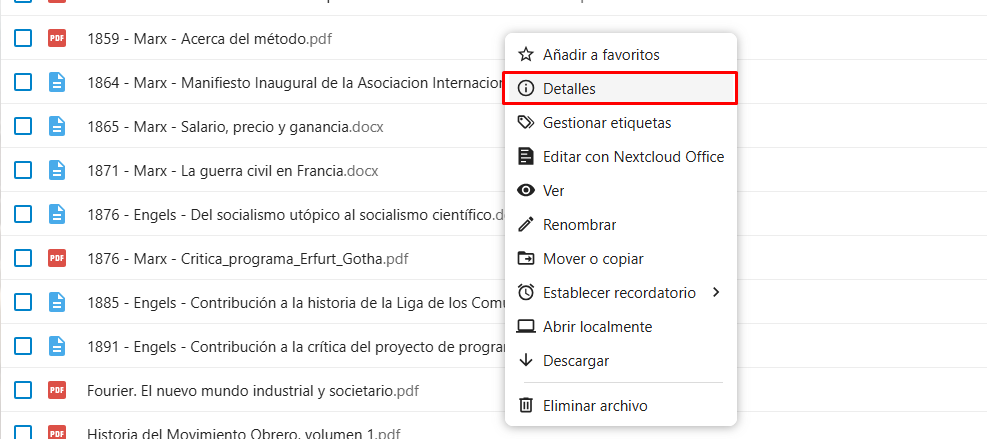 PDF
1859 - Marx - Acerca del método.pdf
1864 - Marx - Manifiesto Inaugural de la Asociacion
1865 - Marx - Salario, precio y ganancia.docx
1871 - Marx - La guerra civil en Francia.docx
1876 - Engels - Del socialismo utópico al socialismo científico
PDF
1876 - Marx - Critica_programa_Erfurt_Gotha.pdf
1885 - Engels - Contribución a la historia de la Liga de los
1891 - Engels - Contribución a la crítica del proyecto de
PDF
Fourier. El nuevo mundo industrial y societario.pdf
PDF
Historia del Movimiento Obrero, volumen 1.pdf
Añadir a favoritos
Detalles
Gestionar etiquetas
Editar con Nextcloud Office
Ver
Renombrar
Mover o copiar
Establecer recordatorio
Abrir localmente
Descargar
Eliminar archivo